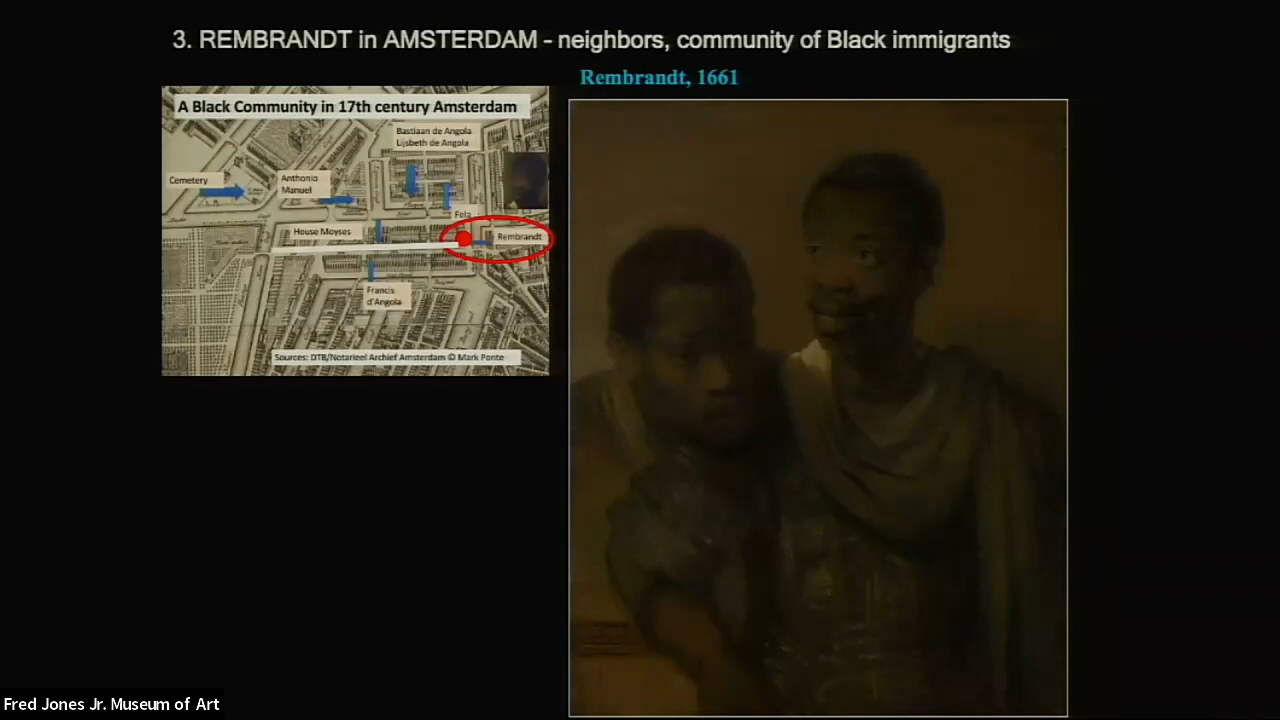 3. REMBRANDT in AMSTERDAM - neighbors, community of Black immigrants
Rembrandt, 1661
A Black Community in 17th century Amsterdam
Bastiaan de Angola
Lijsbeth de Angola
Cemetery
Anthonio
Manuel
Fela
House Moyses
Rembrandt
Francis
d'Angola
Sources: DTB/Notarieel Archief Amsterdam © Mark Ponte
Fred Jones Jr. Museum of Art